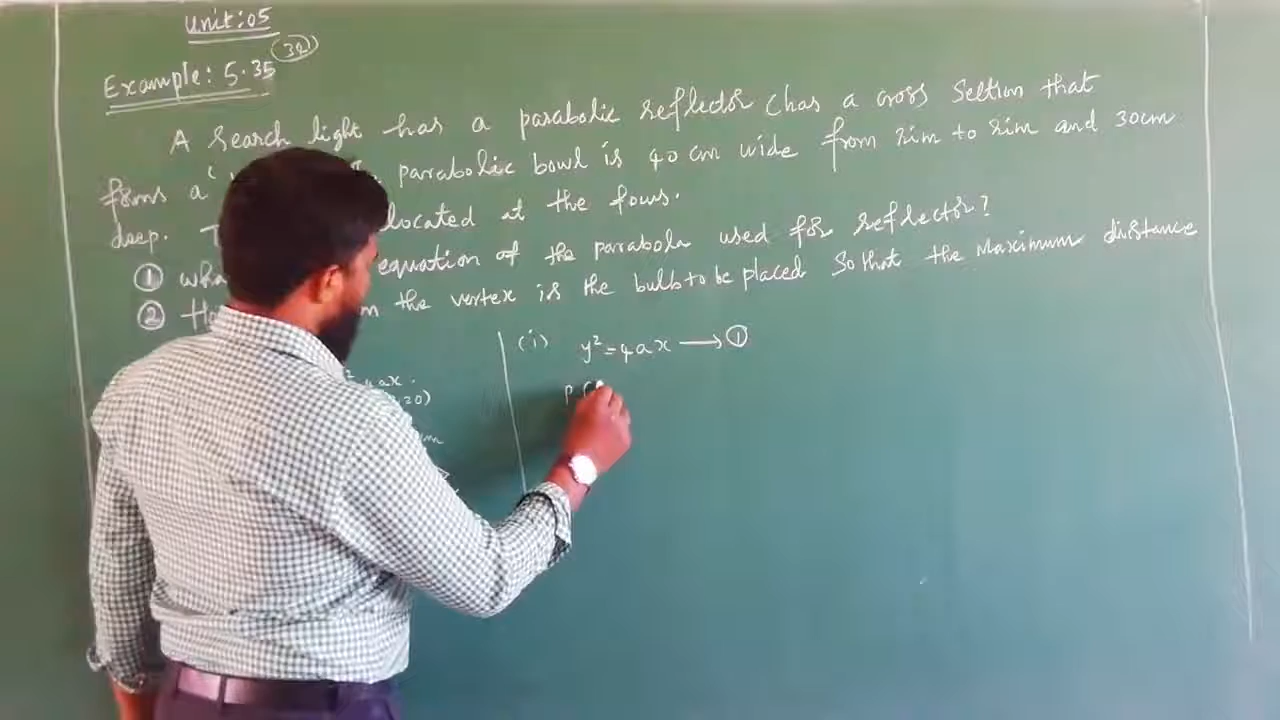 Unit:05
Example: 5.35 (32)
A search light has a parabolic reflector (has a cross section that
forms a parabolic bowl is 40 cm wide from rim to rim and 30cm
deep. located at the focus.
① equation of the parabola used for reflector?
② the vertex is the bulb to be placed so that the Maximum distance
(i) y²=4ax → ①
ax.
20)
P (